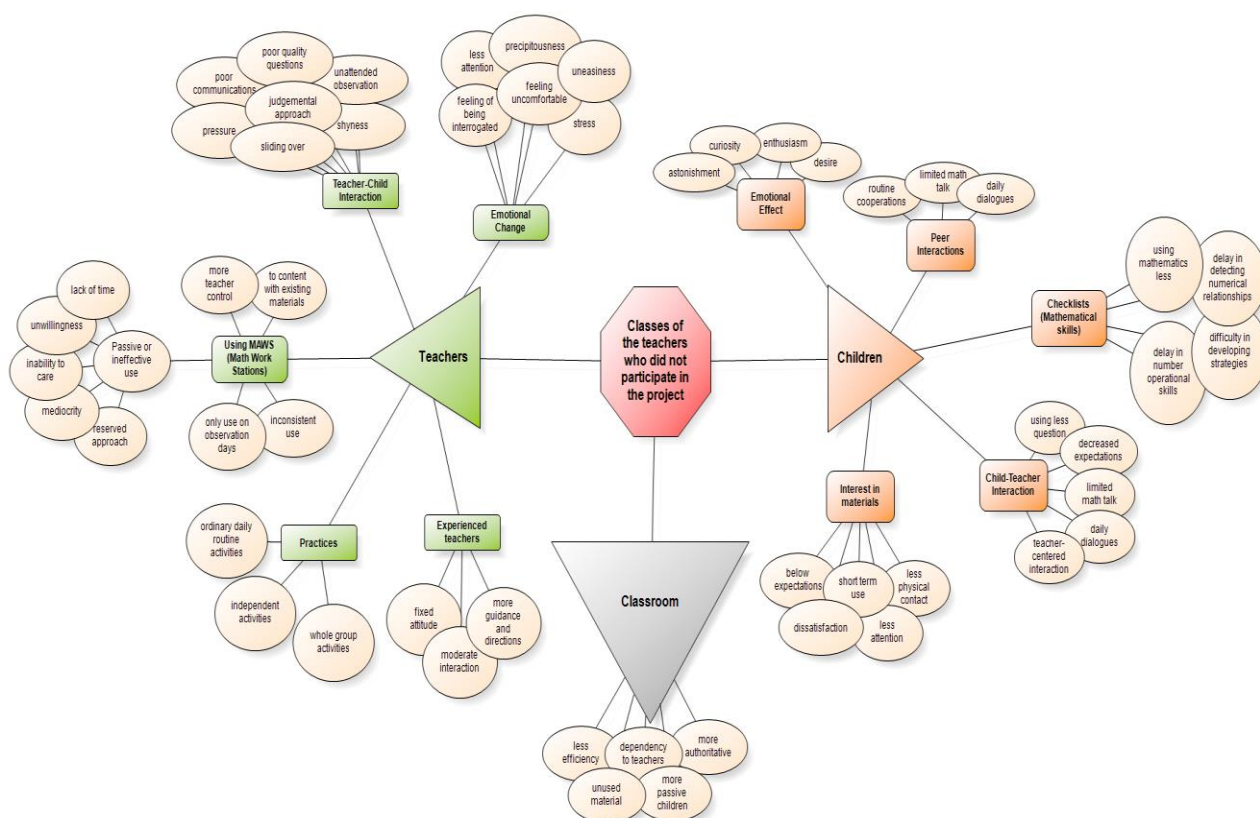 poor quality
questions
poor
communications
unattended
observation
judgemental
approach
pressure
shyness
sliding over
Teacher-Child
Interaction
less
attention
precipitousness
uneasiness
feeling
uncomfortable
feeling of
being
interrogated
stress
Emotional
Change
curiosity
enthusiasm
astonishment
desire
Emotional
Effect
routine
cooperations
limited math
talk
daily
dialogues
Peer
Interactions
using
mathematics
less
delay in
detecting
numerical
relationships
Checklists
(Mathematical
skills)
delay in
number
operational
skills
difficulty in
developing
strategies
lack of time
unwillingness
inability to
care
mediocrity
reserved
approach
Passive or
ineffective
use
more
teacher
control
to content with
existing
materials
Using MAWS
(Math Work
Stations)
only use on
observation
days
inconsistent
use
Teachers
Classes of
the teachers
who did not
participate in
the project
Children
using less
question
decreased
expectations
Child-Teacher
Interaction
limited
math talk
daily
dialogues
teacher-
centered
interaction
Interest in
materials
below
expectations
short term
use
less
physical
contact
dissatisfaction
less
attention
ordinary daily
routine
activities
Practices
independent
activities
whole group
activities
Experienced
teachers
fixed
attitude
more
guidance
and
directions
moderate
interaction
Classroom
less
efficiency
dependency
to teachers
more
authoritative
unused
material
more
passive
children